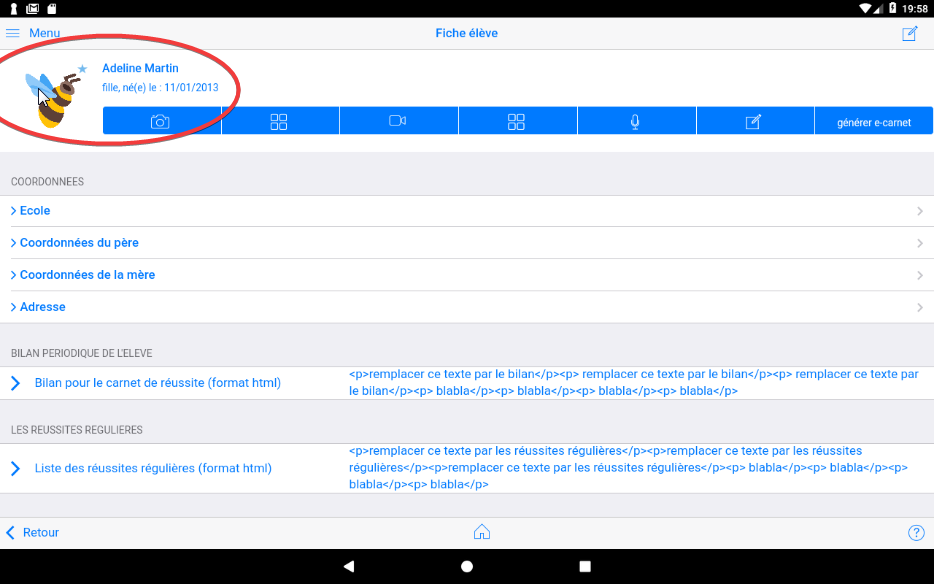 19:58
Menu
Fiche élève
Adeline Martin
fille, né(e) le : 11/01/2013
générer e-carnet
COORDONNEES
Ecole
Coordonnées du père
Coordonnées de la mère
Adresse
BILAN PERIODIQUE DE L'ELEVE
Bilan pour le carnet de réussite (format html)
<p>remplacer ce texte par le bilan</p><p> remplacer ce texte par le bilan</p><p> remplacer ce texte par
le bilan</p><p> blabla</p><p> blabla</p><p> blabla</p><p> blabla</p>
LES REUSSITES REGULIERES
Liste des réussites régulières (format html)
<p>remplacer ce texte par les réussites régulières</p><p>remplacer ce texte par les réussites
régulières</p><p>remplacer ce texte par les réussites régulières</p><p> blabla</p><p> blabla</p><p>
blabla</p><p> blabla</p>
Retour
?